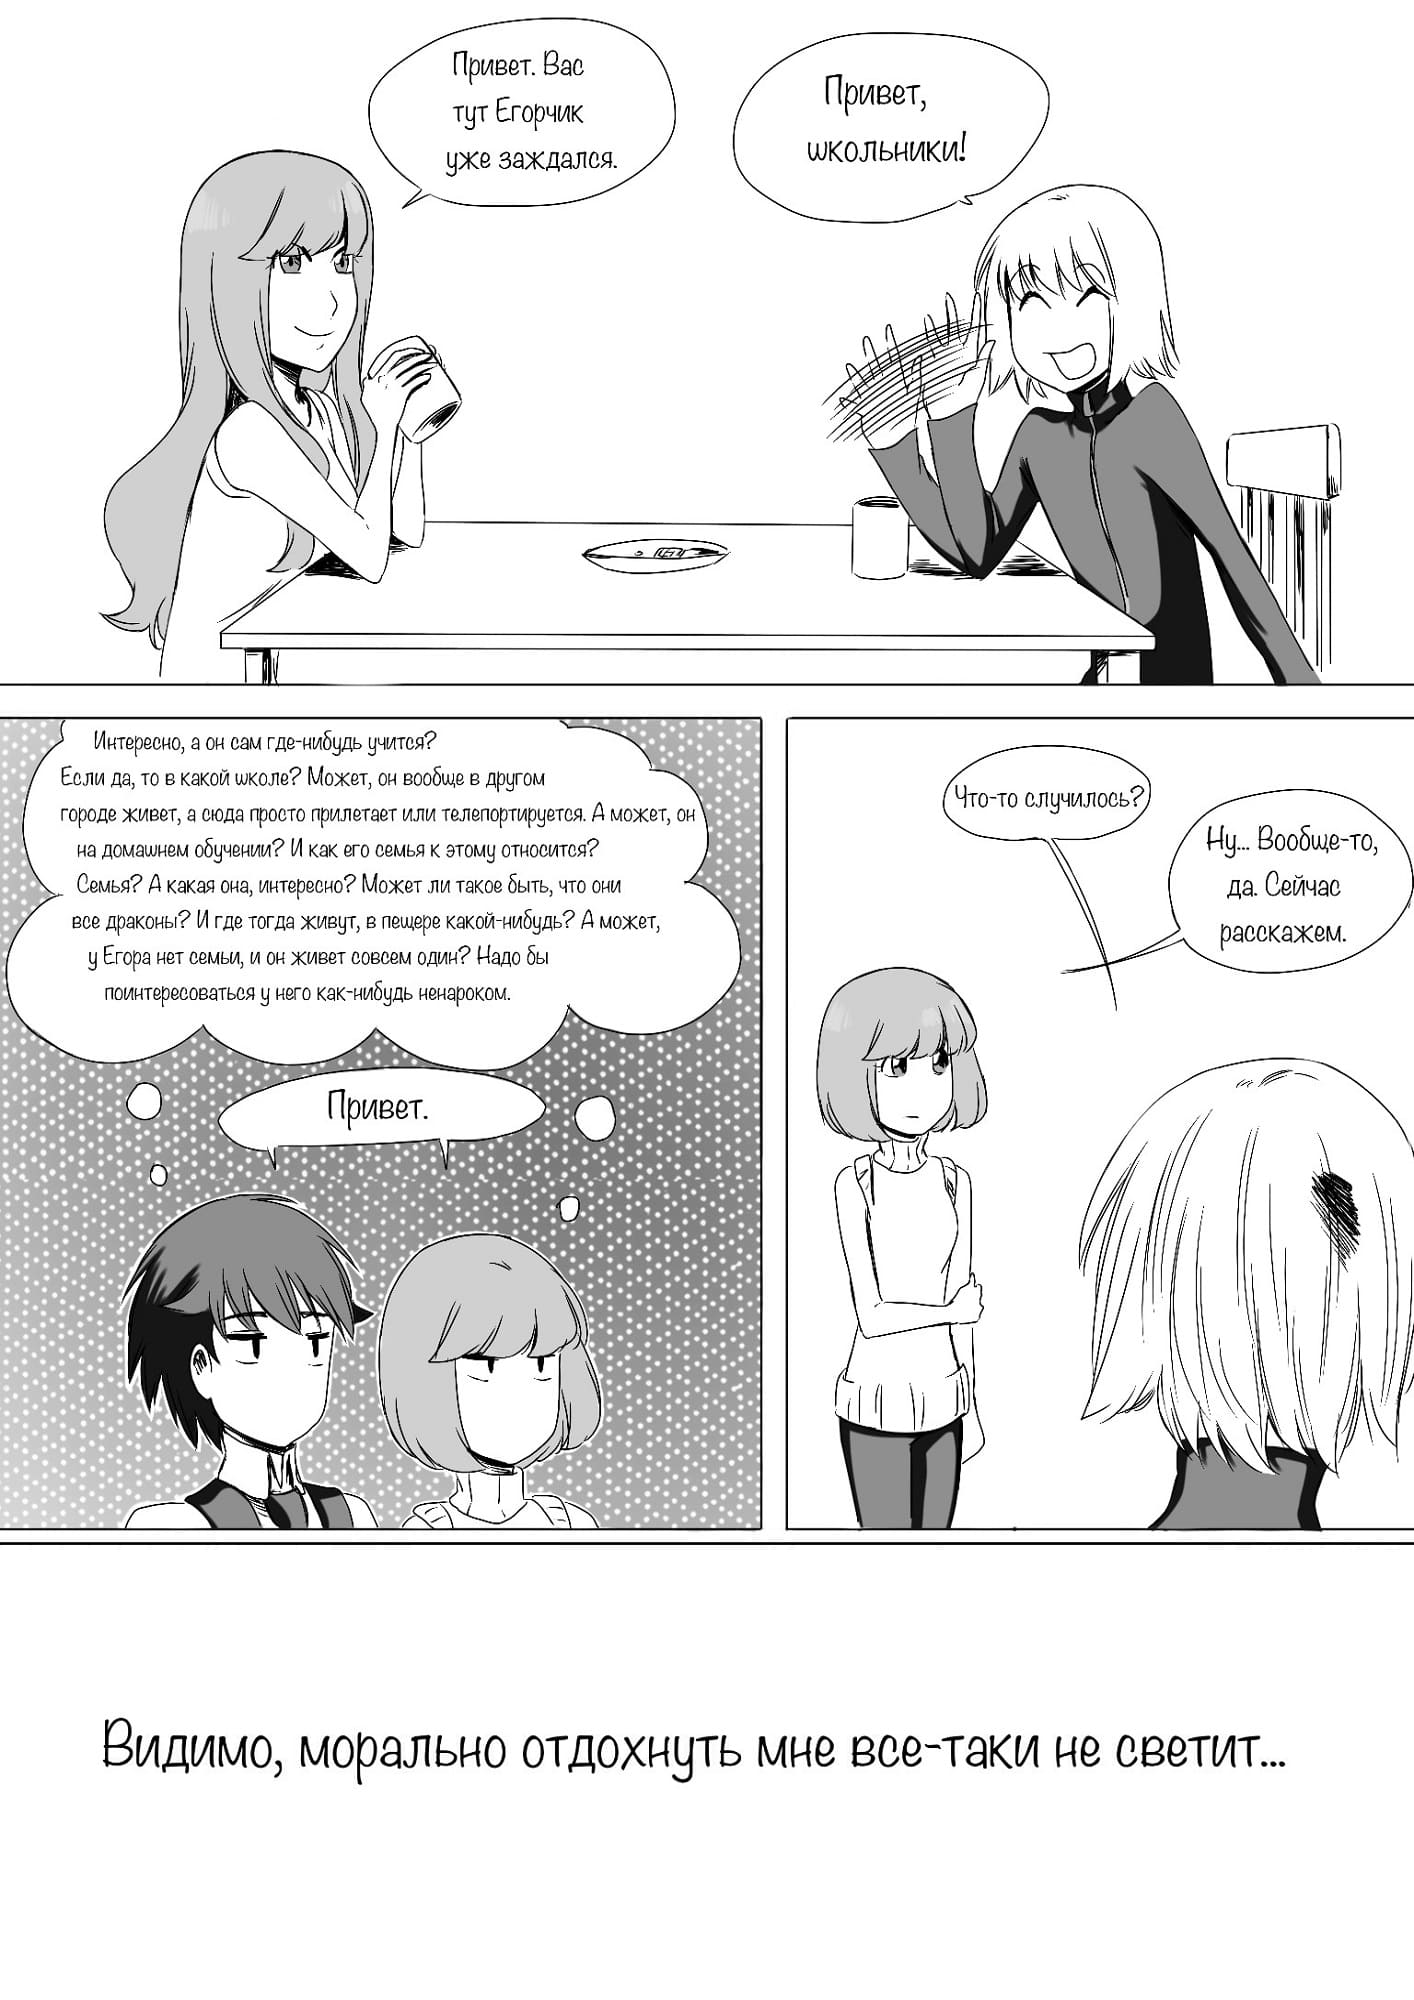 Привет. Вас
тут Егорчик
уже заждался.
Привет,
школьники!
Интересно, а он сам где-нибудь учится?
Если да, то в какой школе? Может, он вообще в другом
городе живет, а сюда просто прилетает или телепортируется. А может, он
на домашнем обучении? И как его семья к этому относится?
Семья? А какая она, интересно? Может ли такое быть, что они
все драконы? И где тогда живут, в пещере какой-нибудь? А может,
у Егора нет семьи, и он живет совсем один? Надо бы
поинтересоваться у него как-нибудь ненароком.
Привет.
Что-то случилось?
Ну... Вообще-то,
да. Сейчас
расскажем.
Видимо, морально отдохнуть мне все-таки не светит...